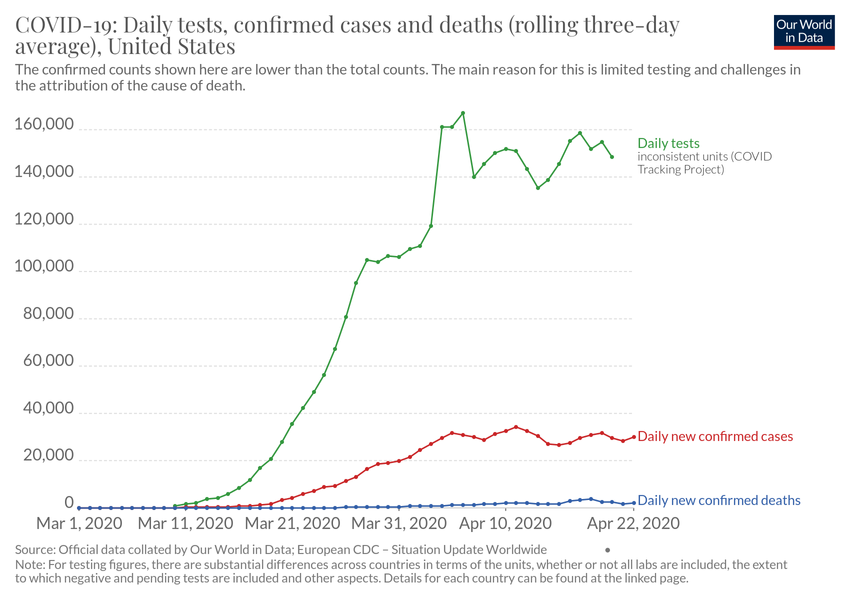 COVID-19: Daily tests, confirmed cases and deaths (rolling three-day
average), United States
Our World
in Data
The confirmed counts shown here are lower than the total counts. The main reason for this is limited testing and challenges in
the attribution of the cause of death.
160,000
140,000
120,000
100,000
80,000
60,000
40,000
20,000
0
Daily tests
inconsistent units (COVID
Tracking Project)
Daily new confirmed cases
Daily new confirmed deaths
Mar 1, 2020
Mar 11, 2020
Mar 21, 2020
Mar 31, 2020
Apr 10, 2020
Apr 22, 2020
Source: Official data collated by Our World in Data; European CDC – Situation Update Worldwide
Note: For testing figures, there are substantial differences across countries in terms of the units, whether or not all labs are included, the extent
to which negative and pending tests are included and other aspects. Details for each country can be found at the linked page.